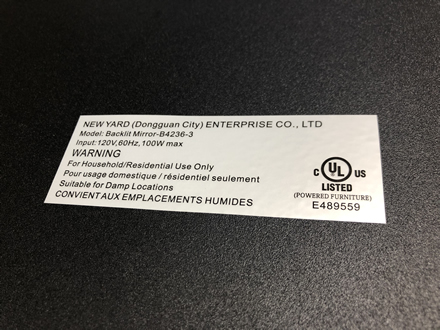 NEW YARD (Dongguan City) ENTERPRISE CO., LTD
Model: Backlit Mirror-B4236-3
Input:120V,60Hz,100W max
WARNING
For Household/Residential Use Only
Pour usage domestique / résidentiel seulement
Suitable for Damp Locations
CONVIENT AUX EMPLACEMENTS HUMIDES
C UL US
LISTED
(POWERED FURNITURE)
E489559